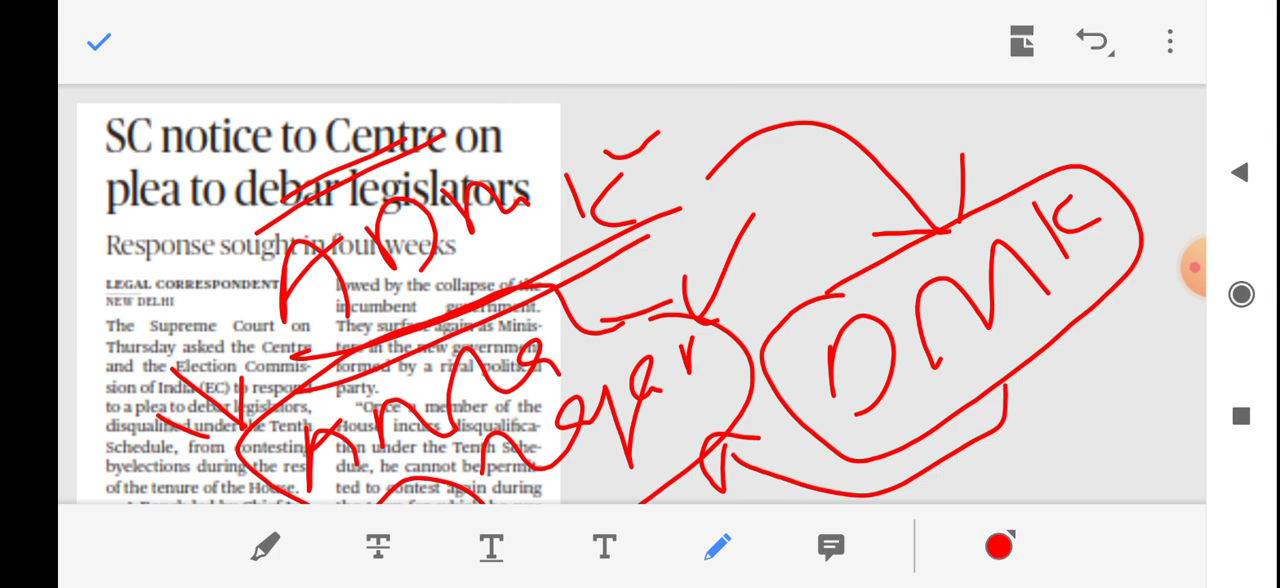 SC notice to Centre on
plea to debar legislators
Response sought in four weeks
LEGAL CORRESPONDENT
NEW DELHI
The Supreme Court on
Thursday asked the Centre
and the Election Commis-
sion of India (EC) to respond
to a plea to debar legislators,
disqualified under the Tenth
Schedule, from contesting
byelections during the rest
of the tenure of the House.
lowed by the collapse of the
incumbent government.
They surface again as Minis-
ters in the new government
formed by a rival political
party.
"Once a member of the
House incurs disqualifica-
tion under the Tenth Sche-
dule, he cannot be permit-
ted to contest again during
ADMK
DMK